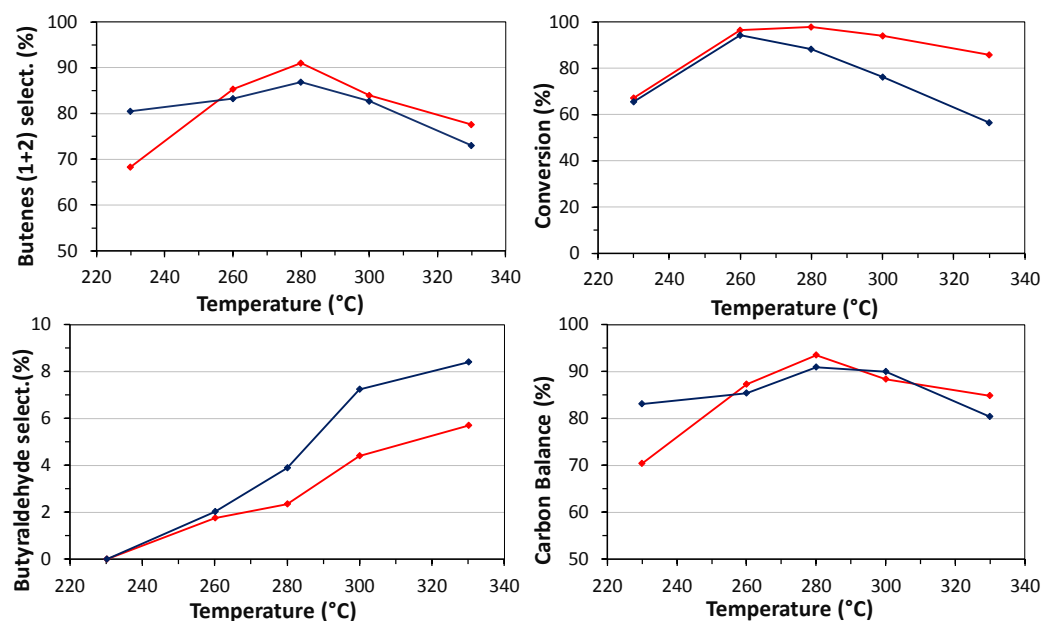 Butenes (1+2) select. (%)
100
90
80
70
60
50
220 240 260 280 300 320 340
Temperature (°C)
Conversion (%)
100
80
60
40
20
0
220 240 260 280 300 320 340
Temperature (°C)
Butyraldehyde select.(%)
10
8
6
4
2
0
220 240 260 280 300 320 340
Temperature (°C)
Carbon Balance (%)
100
90
80
70
60
50
220 240 260 280 300 320 340
Temperature (°C)